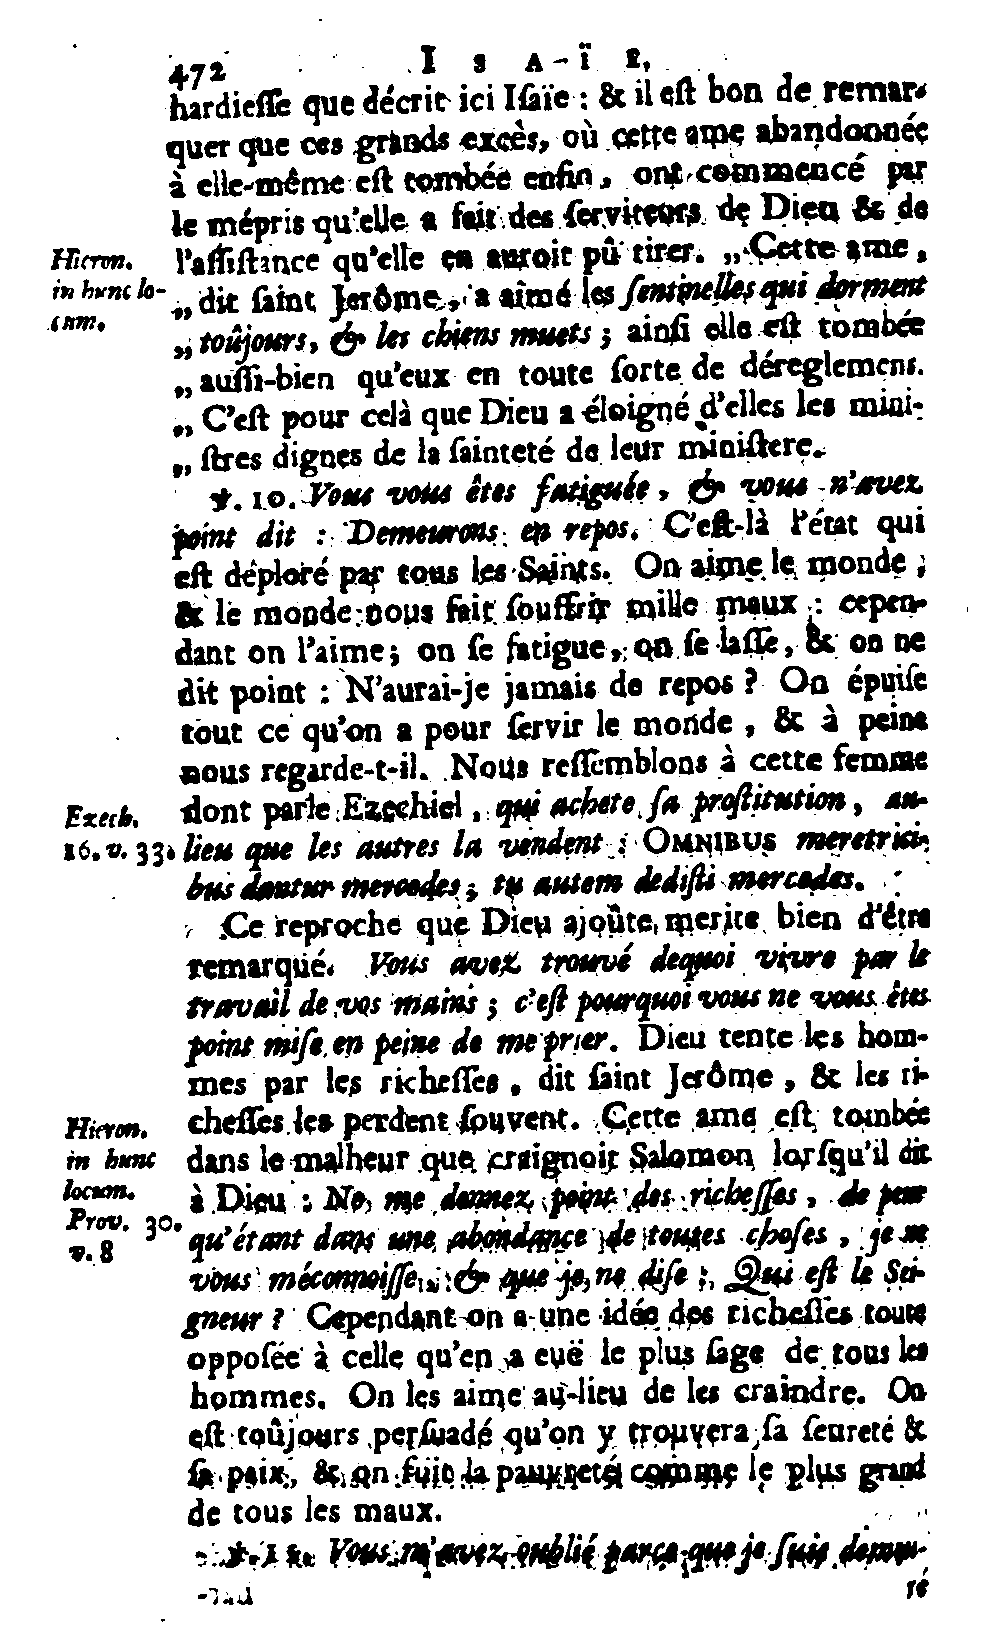 472 ISAÏE,
hardieſſe que décrit ici Iſaïe : & il eſt bon de remar-
quer que ces grands excès, où cette ame abandonnée
à elle-même eſt tombée enfin, ont commencé par
le mépris qu'elle a fait des ſerviteurs de Dieu & de
l'aſſiſtance qu'elle en auroit pû tirer. „Cette ame,
Hieron.
in hunc lo-
cum.
„dit ſaint Jerôme, a aimé les ſentinelles qui dorment
„toûjours, & les chiens muets ; ainſi elle eſt tombée
„auſſi-bien qu'eux en toute ſorte de déreglemens.
„C'eſt pour celà que Dieu a éloigné d'elles les mini-
„ſtres dignes de la ſainteté de leur miniſtere.
℣. 10. Vous vous êtes fatiguée, & vous n'avez
point dit : Demeurons en repos. C'eſt-là l'état qui
eſt déploré par tous les Saints. On aime le monde ;
& le monde nous fait ſouffrir mille maux : cepen-
dant on l'aime; on ſe fatigue, on ſe laſſe, & on ne
dit point : N'aurai-je jamais de repos ? On épuiſe
tout ce qu'on a pour ſervir le monde, & à peine
nous regarde-t-il. Nous reſſemblons à cette femme
dont parle Ezechiel, qui achete ſa proſtitution, au-
Ezech.
16. v. 33.
lieu que les autres la vendent : OMNIBUS meretrici-
bus dantur mercedes; tu autem dediſti mercedes.
Ce reproche que Dieu ajoûte merite bien d'être
remarqué. Vous avez trouvé dequoi vivre par le
travail de vos mains ; c'eſt pourquoi vous ne vous êtes
point miſe en peine de me prier. Dieu tente les hom-
mes par les richeſſes, dit ſaint Jerôme, & les ri-
cheſſes les perdent ſouvent. Cette ame eſt tombée
Hieron.
in hunc
locum.
Prov. 30.
v. 8
dans le malheur que craignoit Salomon lorſqu'il dit
à Dieu : Ne me donnez point des richeſſes, de peur
qu'étant dans une abondance de toutes choſes, je ne
vous méconnoiſſe, & que je ne diſe : Qui eſt le Sei-
gneur ? Cependant on a une idée des richeſſes toute
oppoſée à celle qu'en a euë le plus ſage de tous les
hommes. On les aime au-lieu de les craindre. On
eſt toûjours perſuadé qu'on y trouvera ſa ſeureté &
ſa paix, & on fuit la pauvreté comme le plus grand
de tous les maux.
℣. 11. Vous m'avez oublié parce que je ſuis demeu-
ré